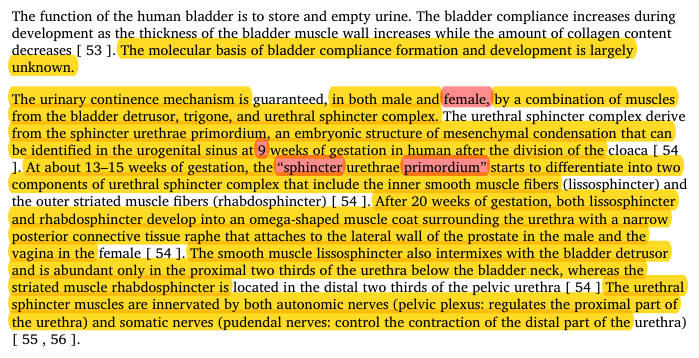 The function of the human bladder is to store and empty urine. The bladder compliance increases during
development as the thickness of the bladder muscle wall increases while the amount of collagen content
decreases [ 53 ]. The molecular basis of bladder compliance formation and development is largely
unknown.
The urinary continence mechanism is guaranteed, in both male and female, by a combination of muscles
from the bladder detrusor, trigone, and urethral sphincter complex. The urethral sphincter complex derive
from the sphincter urethrae primordium, an embryonic structure of mesenchymal condensation that can
be identified in the urogenital sinus at 9 weeks of gestation in human after the division of the cloaca [ 54
]. At about 13–15 weeks of gestation, the “sphincter urethrae primordium” starts to differentiate into two
components of urethral sphincter complex that include the inner smooth muscle fibers (lissosphincter) and
the outer striated muscle fibers (rhabdosphincter) [ 54 ]. After 20 weeks of gestation, both lissosphincter
and rhabdosphincter develop into an omega-shaped muscle coat surrounding the urethra with a narrow
posterior connective tissue raphe that attaches to the lateral wall of the prostate in the male and the
vagina in the female [ 54 ]. The smooth muscle lissosphincter also intermixes with the bladder detrusor
and is abundant only in the proximal two thirds of the urethra below the bladder neck, whereas the
striated muscle rhabdosphincter is located in the distal two thirds of the pelvic urethra [ 54 ] The urethral
sphincter muscles are innervated by both autonomic nerves (pelvic plexus: regulates the proximal part of
the urethra) and somatic nerves (pudendal nerves: control the contraction of the distal part of the urethra)
[ 55 , 56 ].